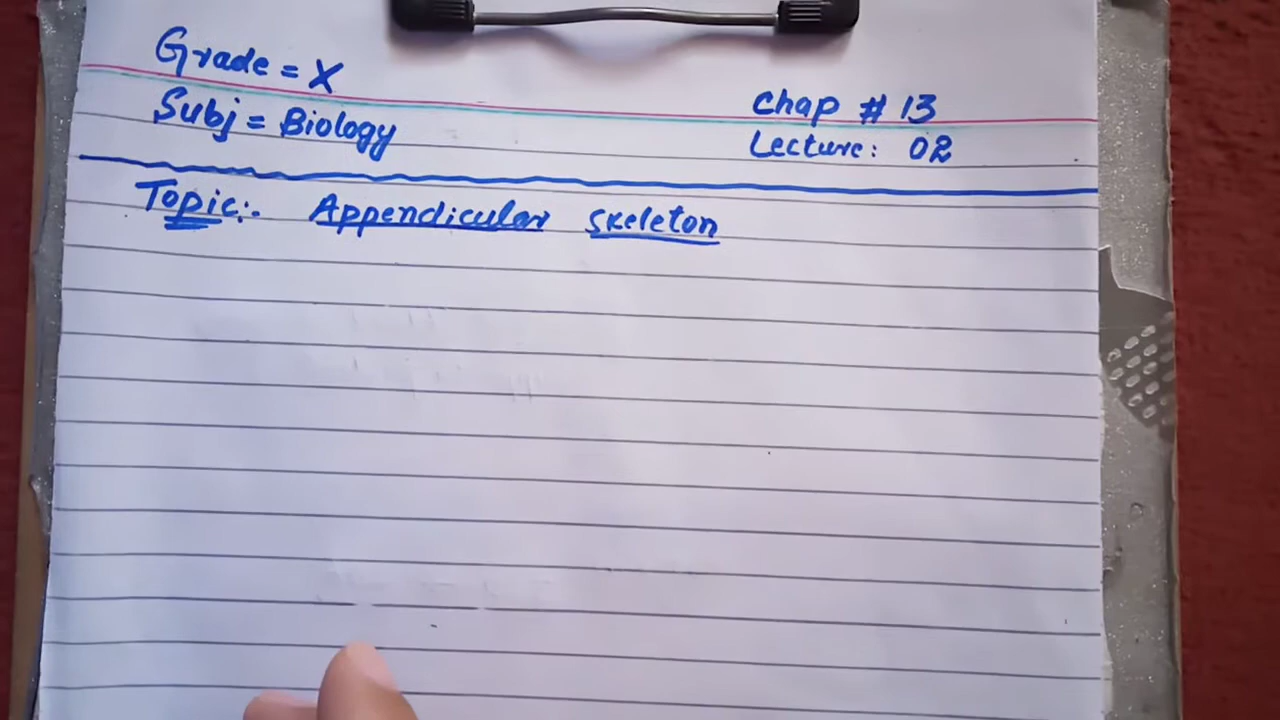 Grade = X
Subj = Biology
Chap # 13
Lecture: 02
Topic:. Appendicular skeleton